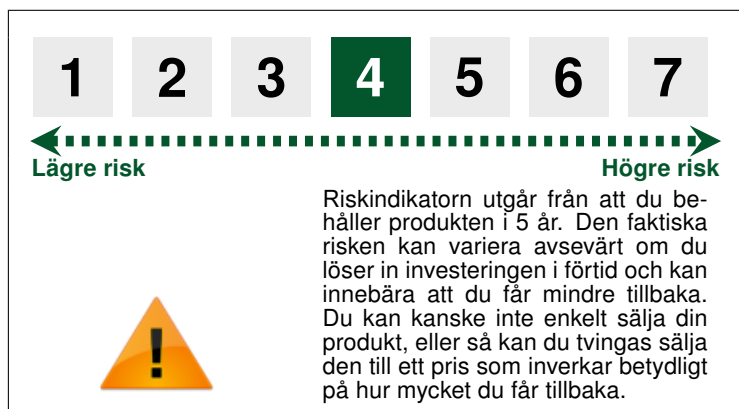 1 2 3 4 5 6 7
Lägre risk Högre risk
Riskindikatorn utgår från att du be-
håller produkten i 5 år. Den faktiska
risken kan variera avsevärt om du
löser in investeringen i förtid och kan
innebära att du får mindre tillbaka.
Du kan kanske inte enkelt sälja din
produkt, eller så kan du tvingas sälja
den till ett pris som inverkar betydligt
på hur mycket du får tillbaka.